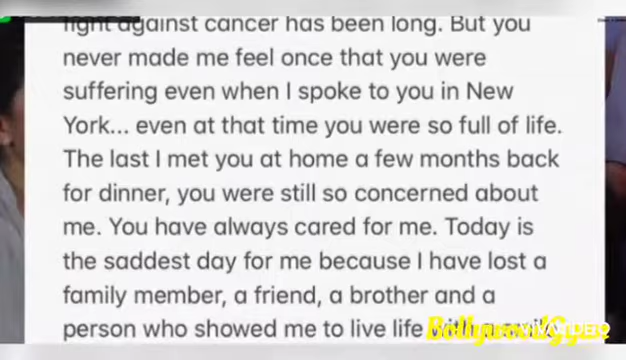 fight against cancer has been long. But you
never made me feel once that you were
suffering even when I spoke to you in New
York... even at that time you were so full of life.
The last I met you at home a few months back
for dinner, you were still so concerned about
me. You have always cared for me. Today is
the saddest day for me because I have lost a
family member, a friend, a brother and a
person who showed me to live life